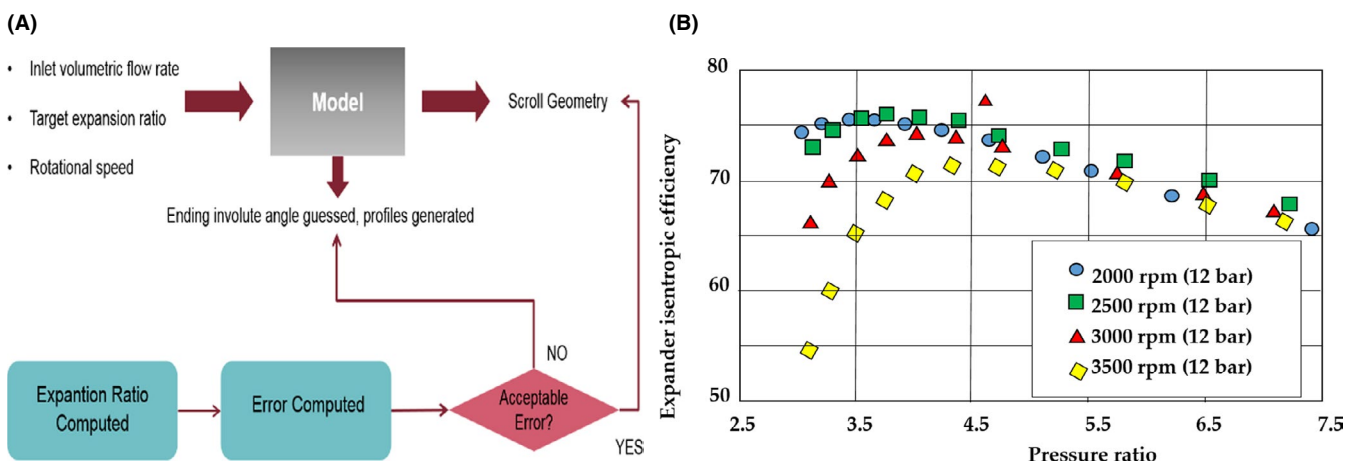 (A)
• Inlet volumetric flow rate
• Target expansion ratio
• Rotational speed
Model
Scroll Geometry
Ending involute angle guessed, profiles generated
NO
Expantion Ratio
Computed
Error Computed
Acceptable
Error?
YES
(B)
Expander isentropic efficiency
80
70
60
50
2.5
3.5
4.5
5.5
6.5
7.5
Pressure ratio
2000 rpm (12 bar)
2500 rpm (12 bar)
3000 rpm (12 bar)
3500 rpm (12 bar)